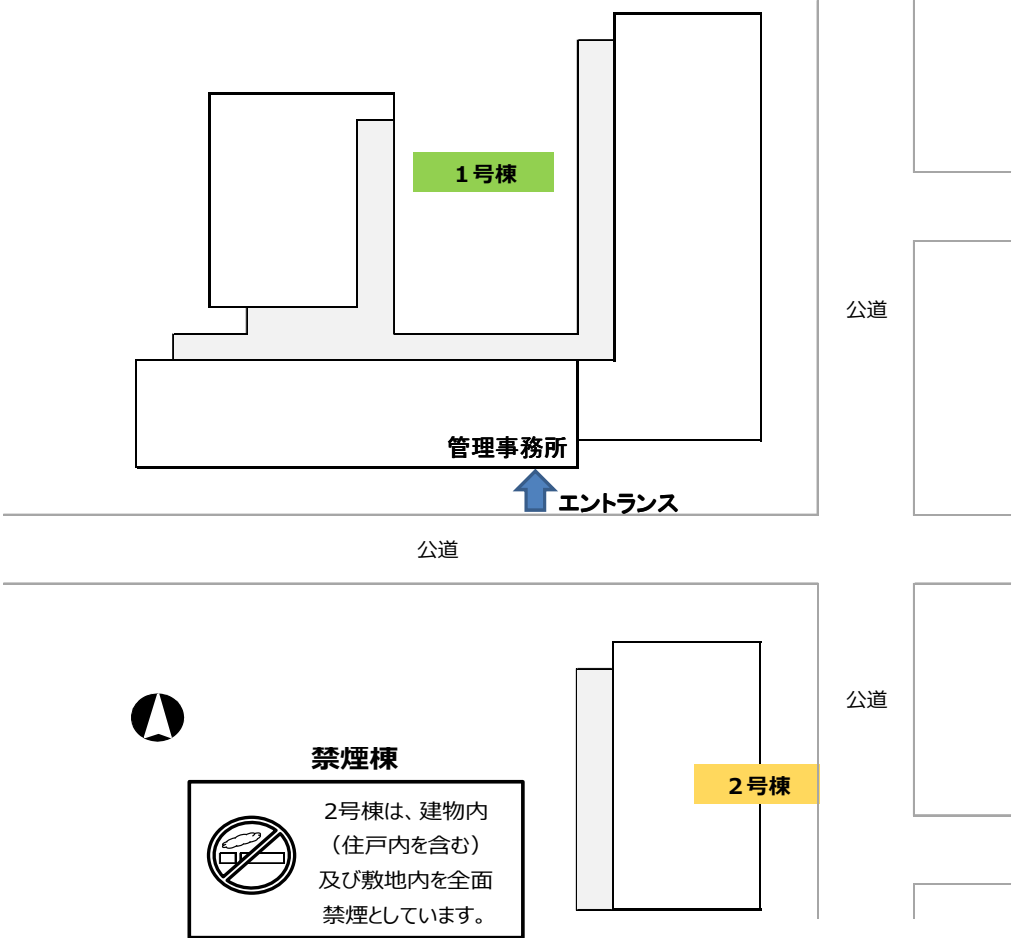 １号棟
公道
管理事務所
エントランス
公道
公道
禁煙棟
２号棟
2号棟は、建物内
（住戸内を含む）
及び敷地内を全面
禁煙としています。